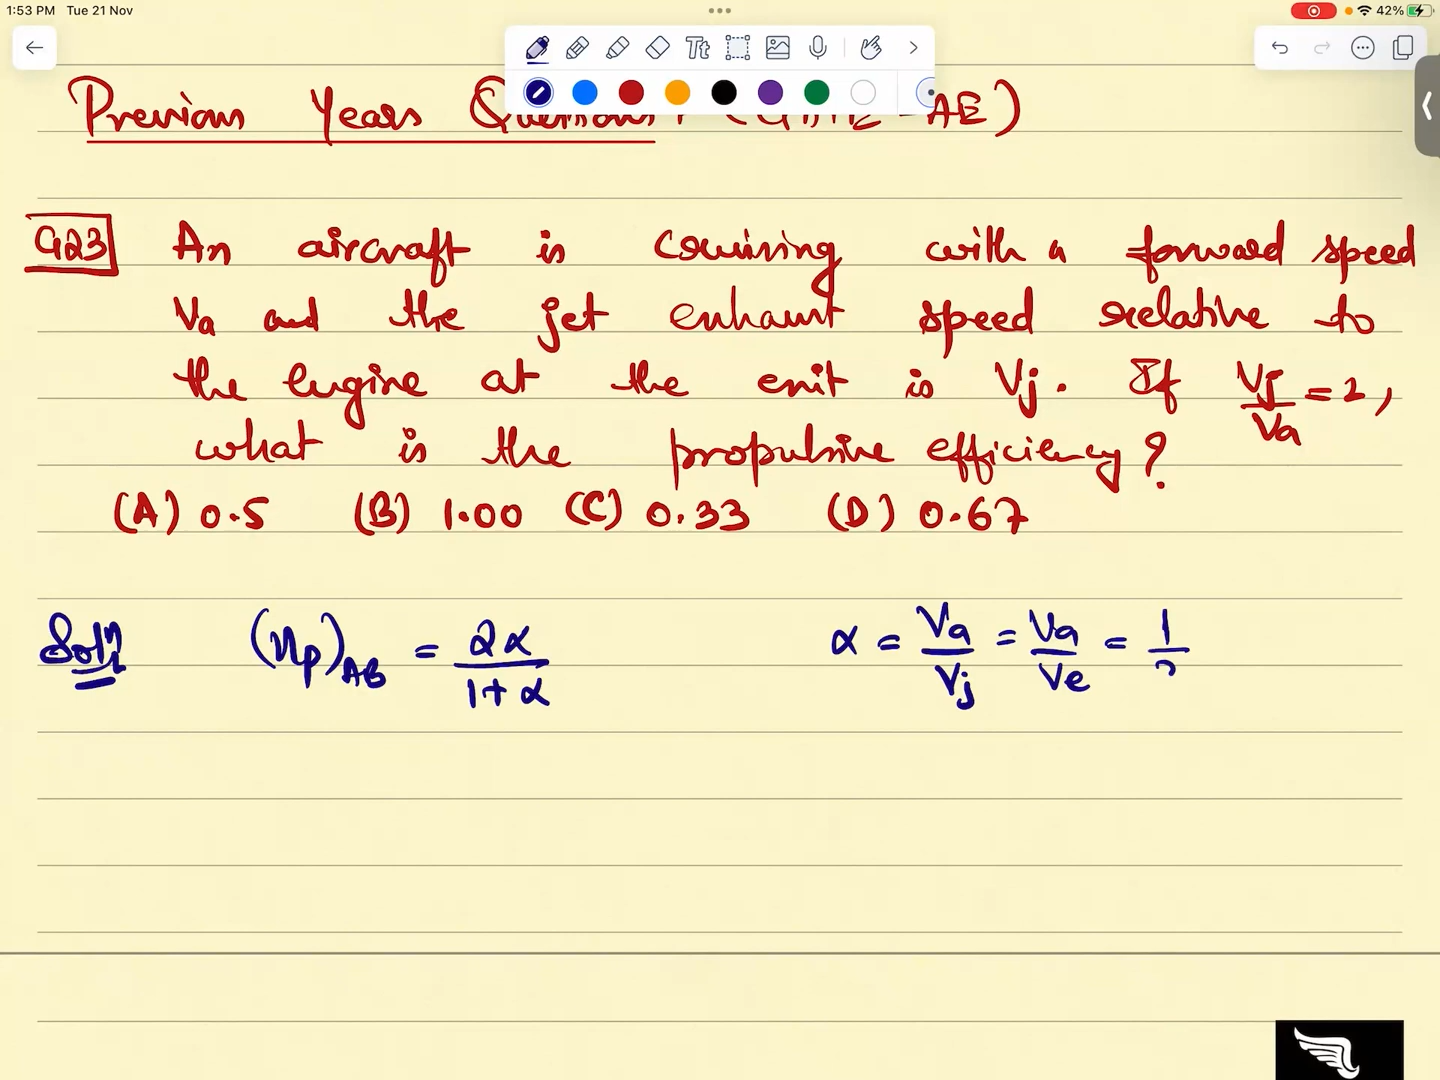 1:53 PM Tue 21 Nov
42%
Tt
Previous Years Questions : (GATE - AE)
Q23 An aircraft is cruising with a forward speed
Va and the jet exhaust speed relative to
the engine at the exit is Vj. If Vj/Va = 2,
what is the propulsive efficiency?
(A) 0.5 (B) 1.00 (C) 0.33 (D) 0.67
Solⁿ (ηp)AB = 2α/1+α α = Va/Vj = Va/Ve = 1/2